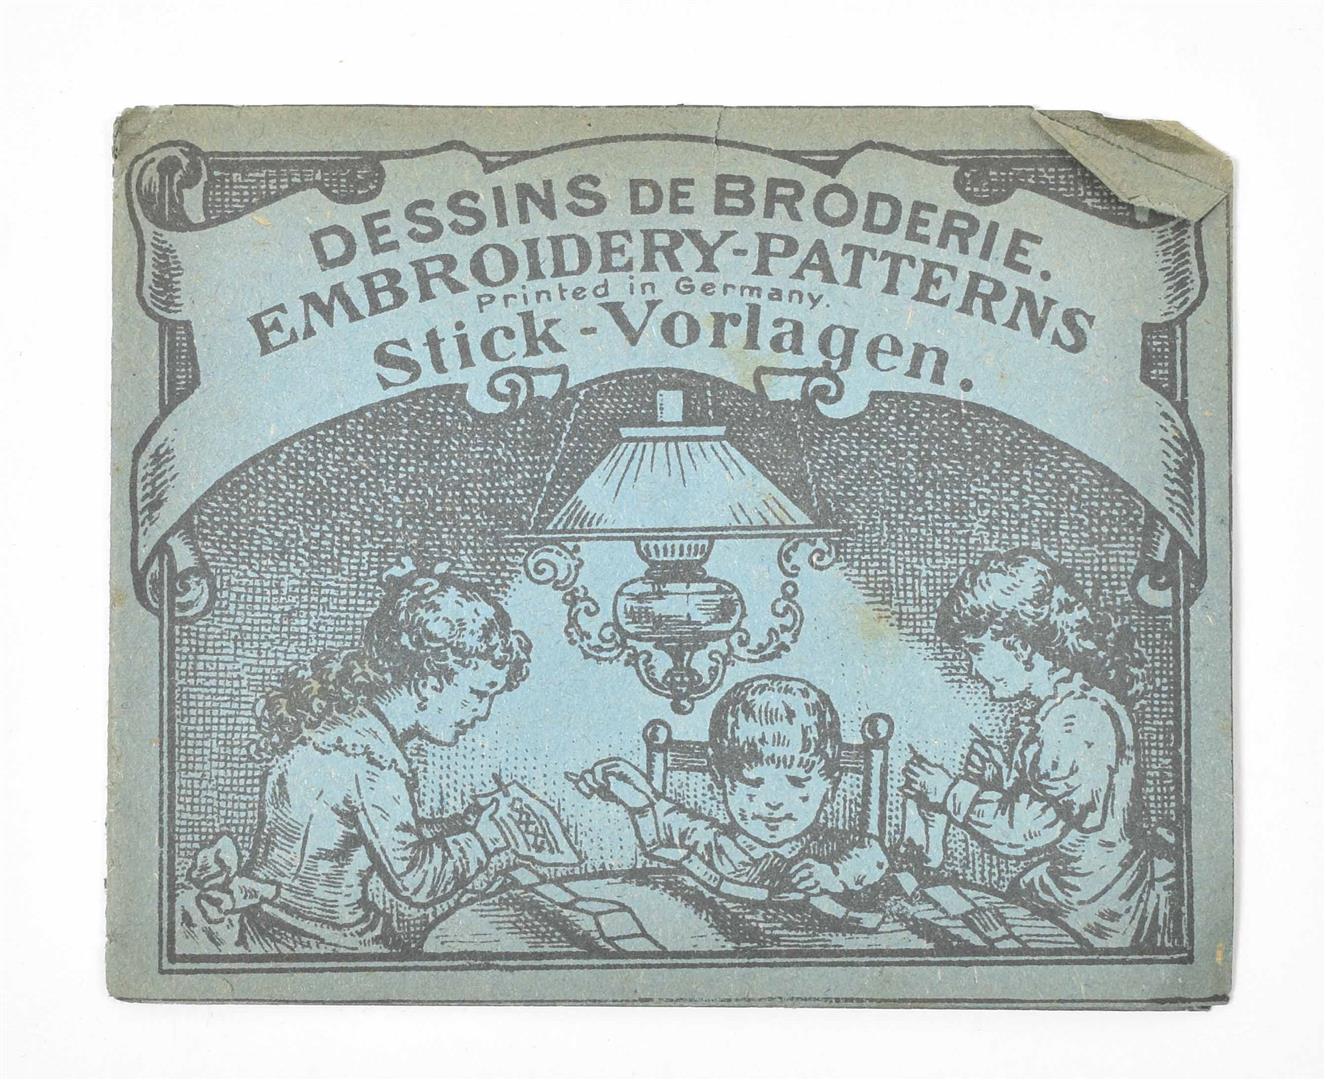 DESSINS DE BRODERIE.
EMBROIDERY-PATTERNS
Printed in Germany.
Stick-Vorlagen.